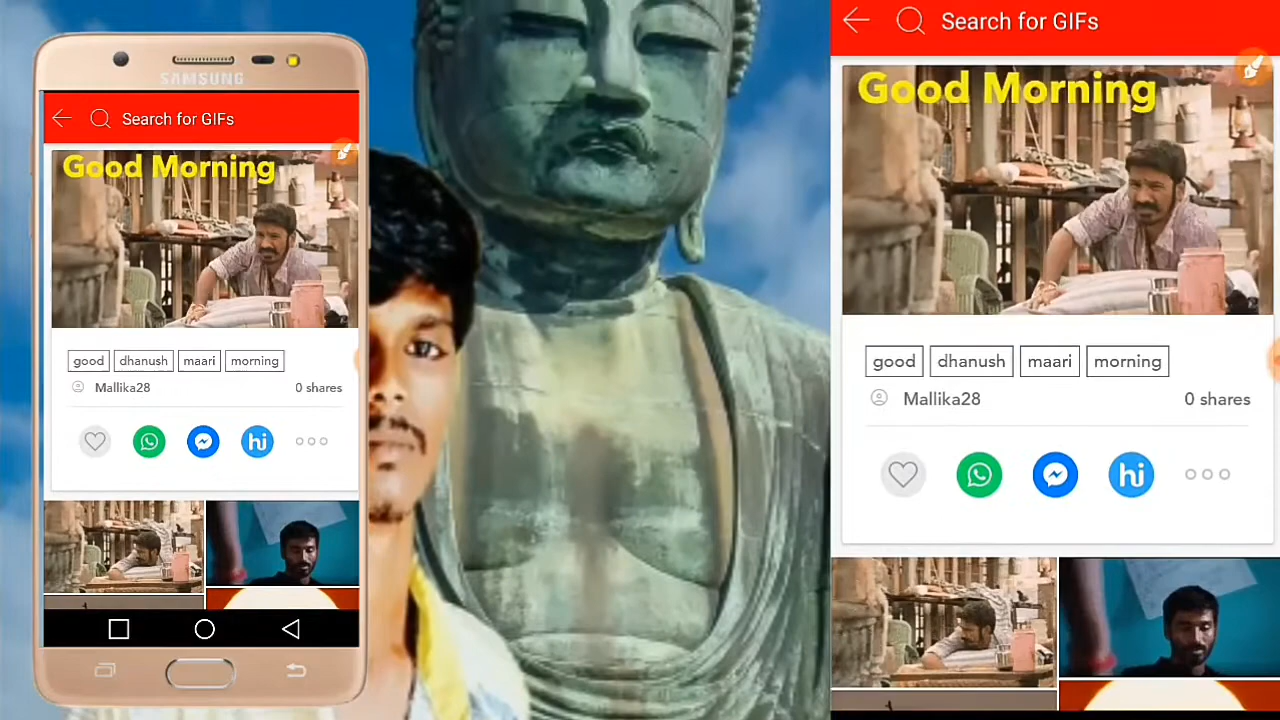 SAMSUNG
Search for GIFs
Good Morning
good dhanush maari morning
Mallika28 0 shares
hi
Search for GIFs
Good Morning
good dhanush maari morning
Mallika28 0 shares
hi